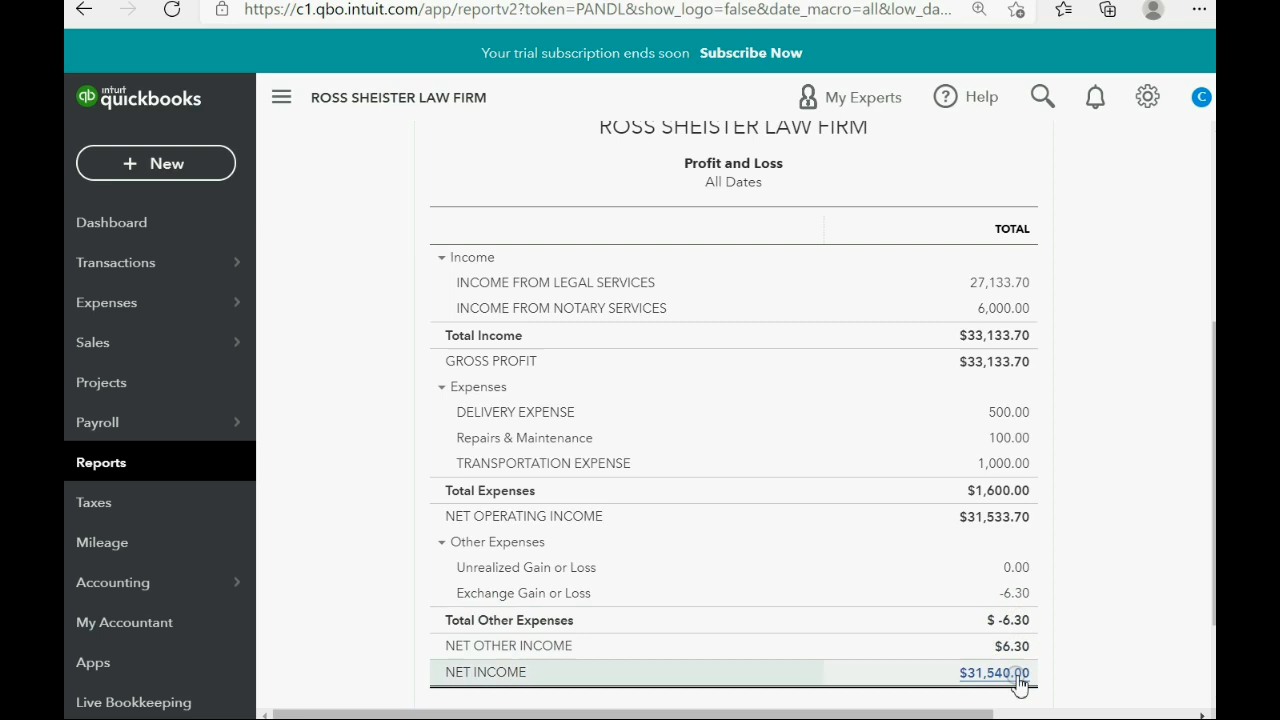 https://c1.qbo.intuit.com/app/reportv2?token=PANDL&show_logo=false&date_macro=all&low_da...
Your trial subscription ends soon Subscribe Now
intuit
qb quickbooks
ROSS SHEISTER LAW FIRM
My Experts
Help
C
+ New
Dashboard
Transactions
Expenses
Sales
Projects
Payroll
Reports
Taxes
Mileage
Accounting
My Accountant
Apps
Live Bookkeeping
ROSS SHEISTER LAW FIRM
Profit and Loss
All Dates
TOTAL
Income
INCOME FROM LEGAL SERVICES 27,133.70
INCOME FROM NOTARY SERVICES 6,000.00
Total Income $33,133.70
GROSS PROFIT $33,133.70
Expenses
DELIVERY EXPENSE 500.00
Repairs & Maintenance 100.00
TRANSPORTATION EXPENSE 1,000.00
Total Expenses $1,600.00
NET OPERATING INCOME $31,533.70
Other Expenses
Unrealized Gain or Loss 0.00
Exchange Gain or Loss -6.30
Total Other Expenses $ -6.30
NET OTHER INCOME $6.30
NET INCOME $31,540.00